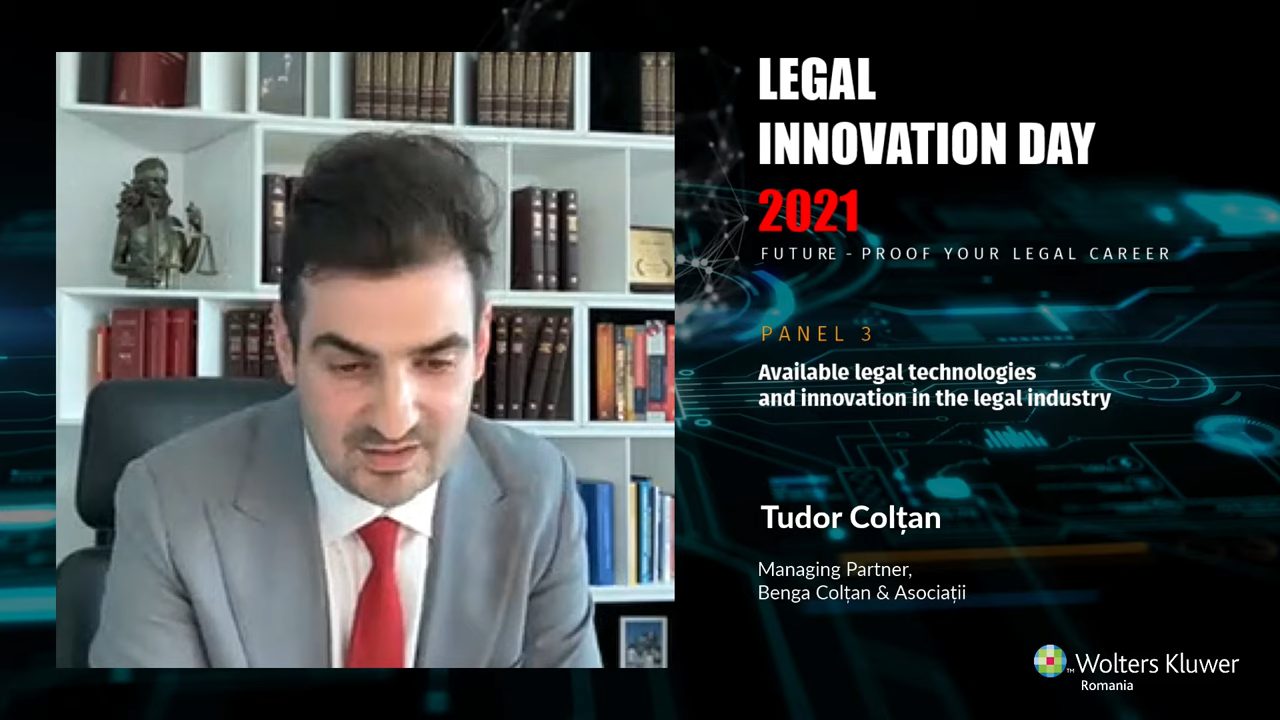 LEGAL
INNOVATION DAY
2021
FUTURE - PROOF YOUR LEGAL CAREER
PANEL 3
Available legal technologies
and innovation in the legal industry
Tudor Colțan
Managing Partner,
Benga Colțan & Asociații
TM Wolters Kluwer
Romania